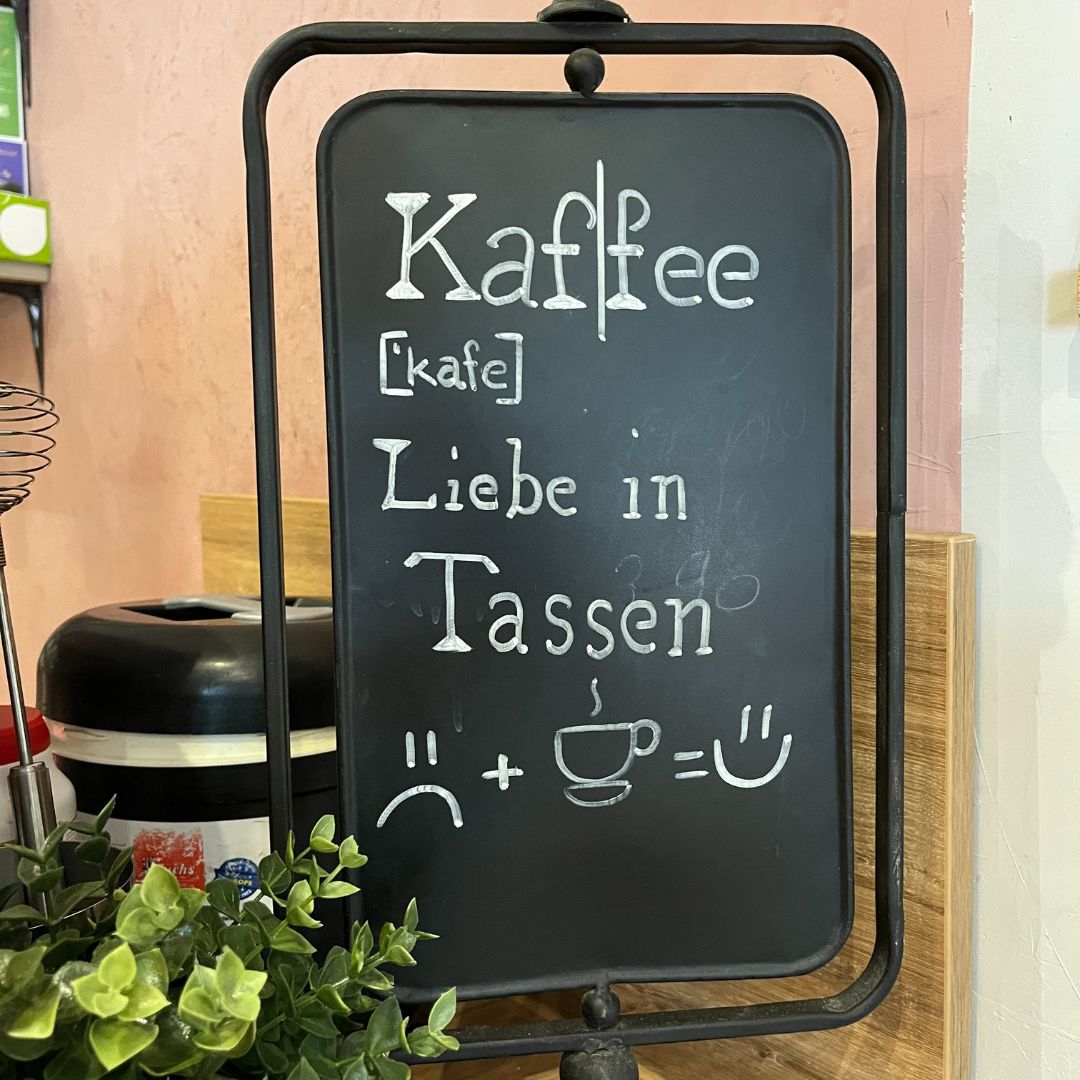 Kaf|fee
['kafe]
Liebe in
Tassen
+ =